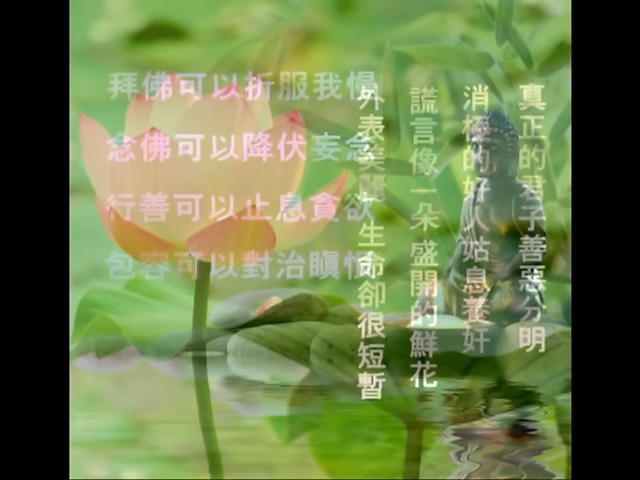 拜佛可以折服我慢
念佛可以降伏妄念
行善可以止息貪欲
包容可以對治瞋恨
真正的君子善惡分明
消極的好人姑息養奸
謊言像一朵盛開的鮮花
外表美麗生命卻很短暫